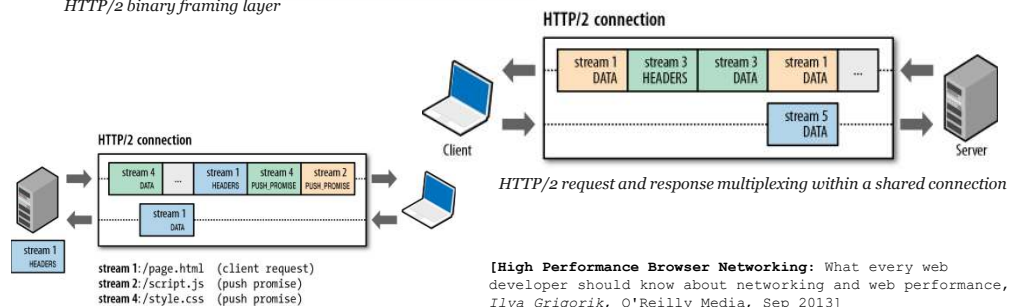 HTTP/2 binary framing layer
HTTP/2 connection
stream 1 DATA
stream 3 HEADERS
stream 3 DATA
stream 1 DATA
...
stream 5 DATA
Client
Server
HTTP/2 request and response multiplexing within a shared connection
HTTP/2 connection
stream 4 DATA
...
stream 1 HEADERS
stream 4 PUSH_PROMISE
stream 2 PUSH_PROMISE
stream 1 DATA
stream 1 HEADERS
stream 1: /page.html (client request)
stream 2: /script.js (push promise)
stream 4: /style.css (push promise)
[High Performance Browser Networking: What every web
developer should know about networking and web performance,
Ilya Grigorik, O'Reilly Media, Sep 2013]